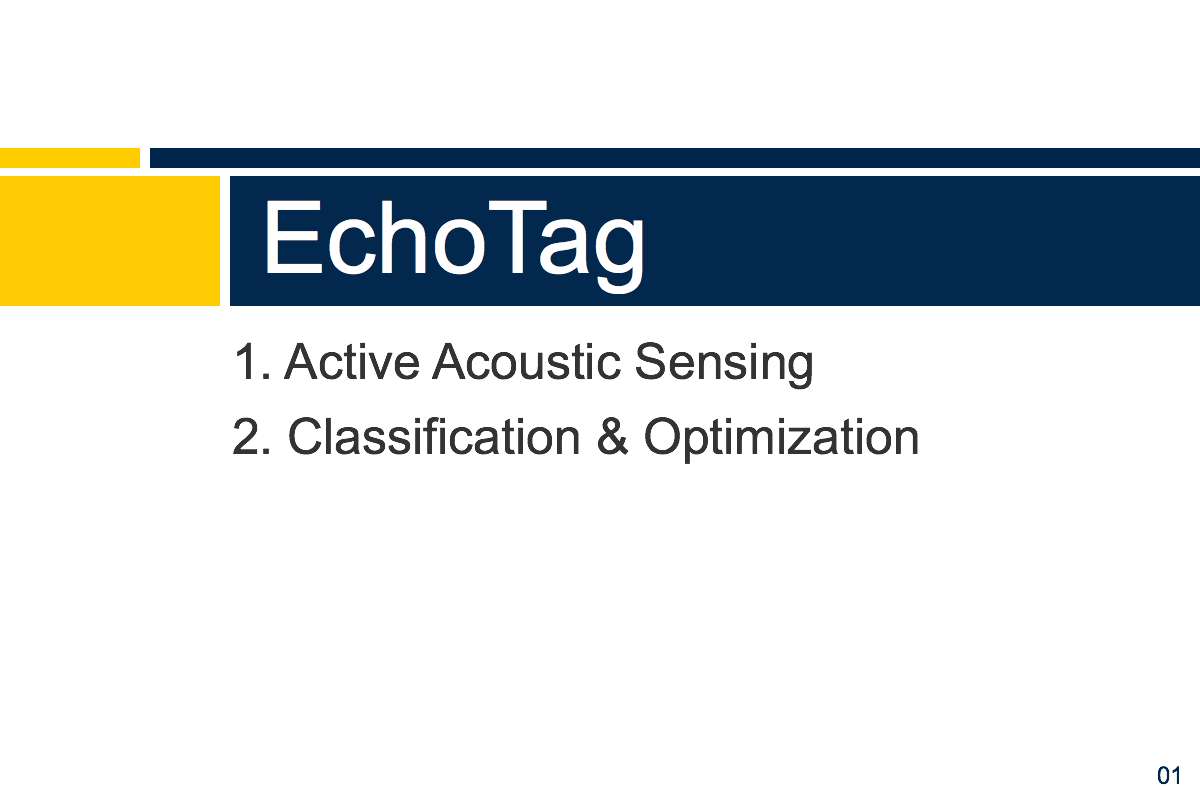 EchoTag
1. Active Acoustic Sensing
2. Classification & Optimization
01